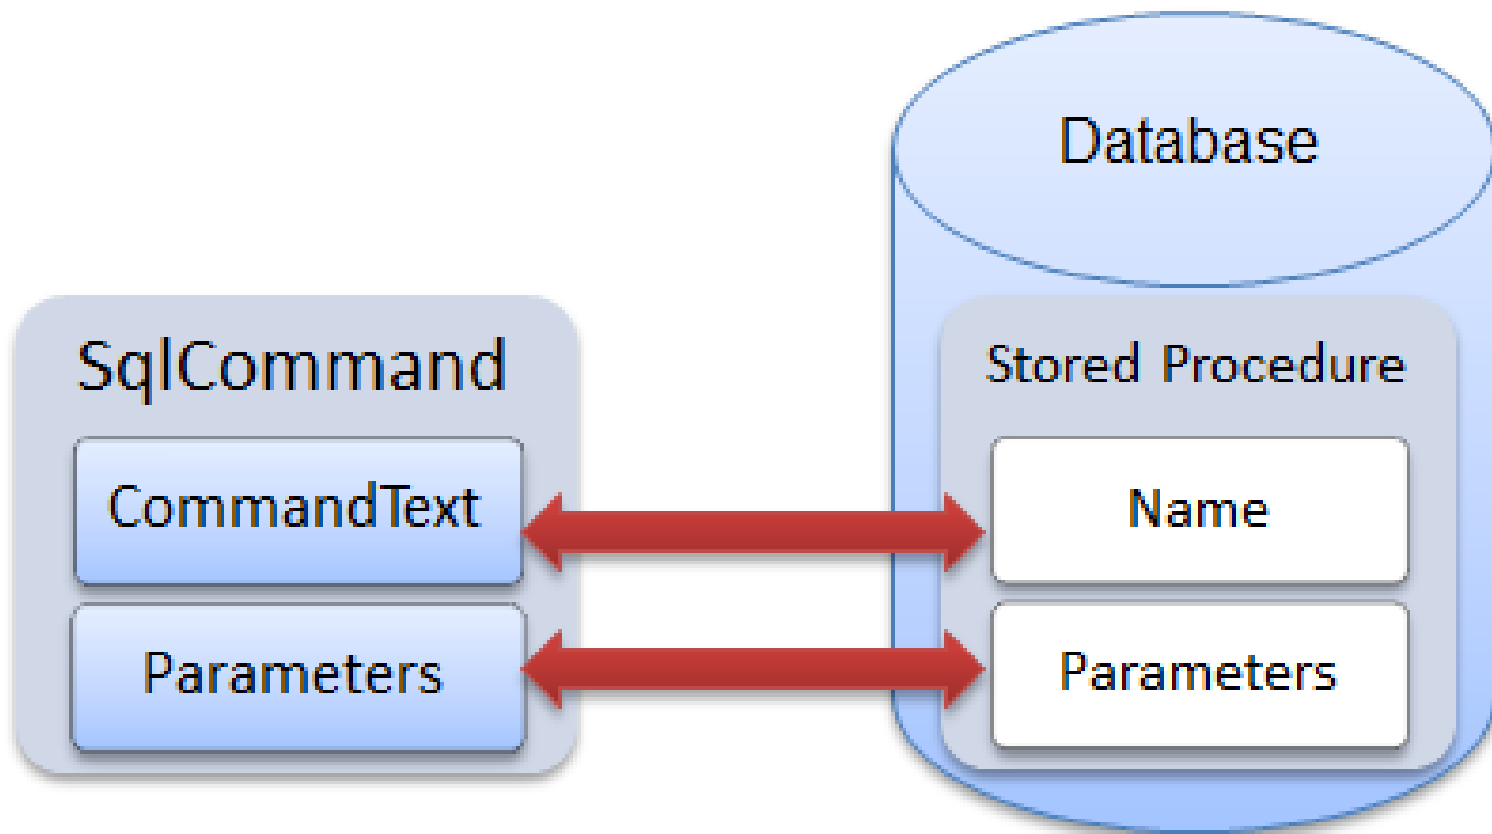 Database
SqlCommand
CommandText
Parameters
Stored Procedure
Name
Parameters